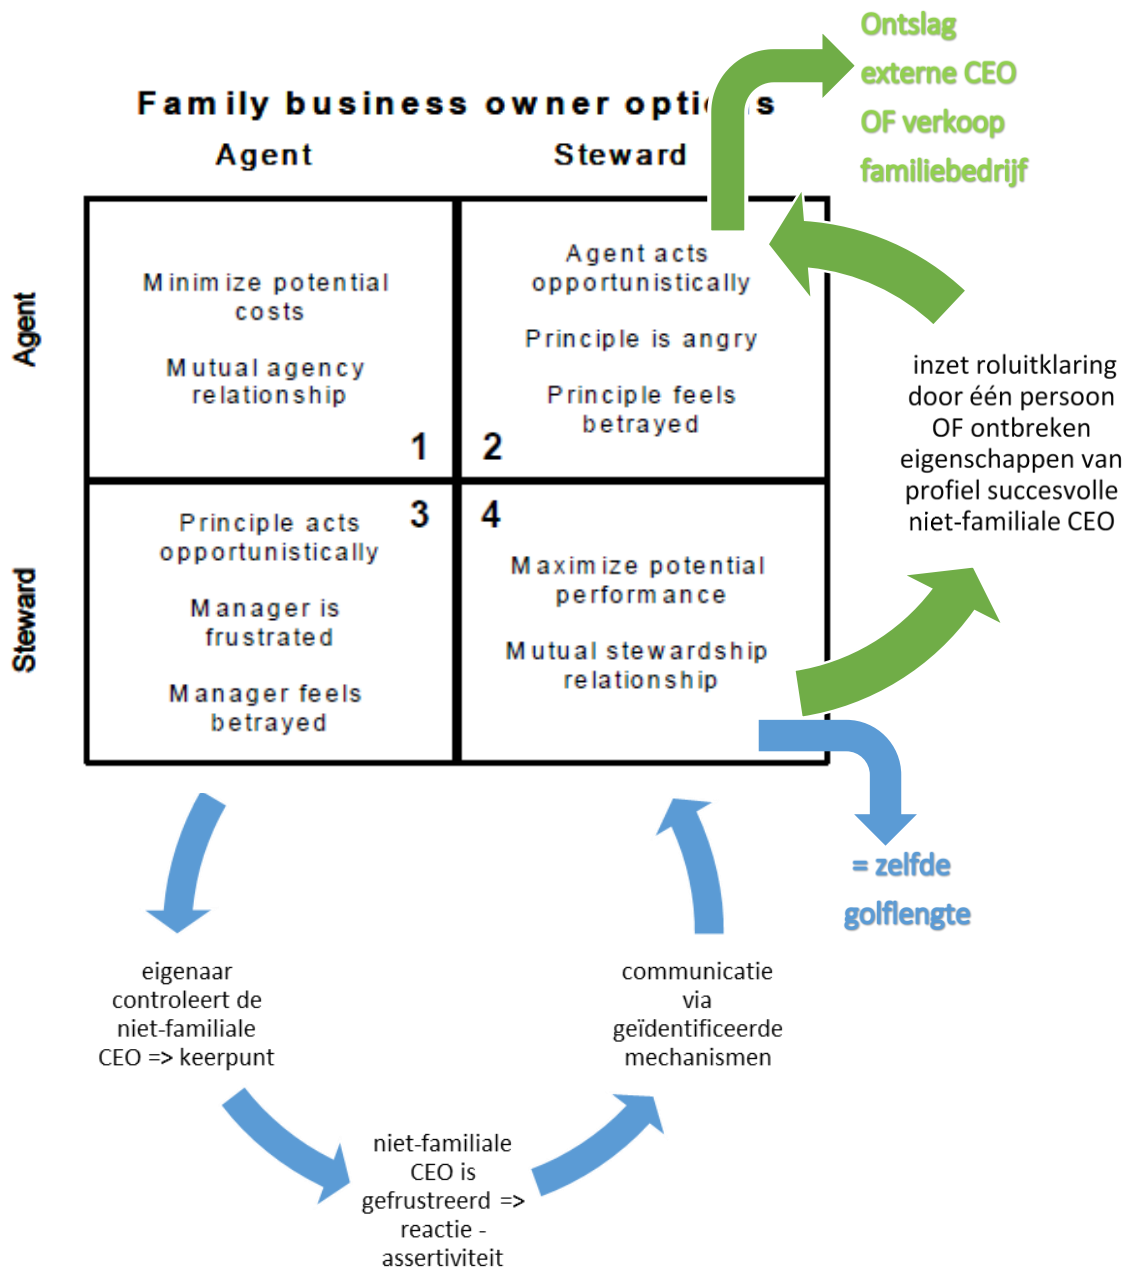 Ontslag
externe CEO
OF verkoop
familiebedrijf
Family business owner options
Agent
Steward
Agent
Minimize potential
costs
Mutual agency
relationship
1
Agent acts
opportunistically
Principle is angry
Principle feels
betrayed
2
inzet roluitklaring
door één persoon
OF ontbreken
eigenschappen van
profiel succesvolle
niet-familiale CEO
Steward
3
Principle acts
opportunistically
Manager is
frustrated
Manager feels
betrayed
4
Maximize potential
performance
Mutual stewardship
relationship
= zelfde
golflengte
eigenaar
controleert de
niet-familiale
CEO => keerpunt
niet-familiale
CEO is
gefrustreerd =>
reactie -
assertiviteit
communicatie
via
geïdentificeerde
mechanismen